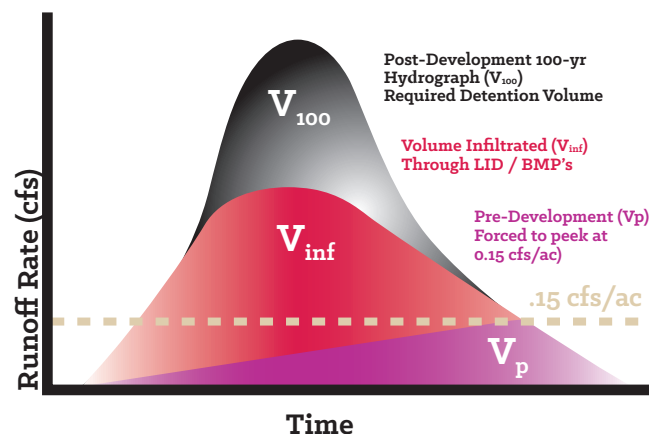 Runoff Rate (cfs)
Post-Development 100-yr
Hydrograph (V100)
Required Detention Volume
V100
Volume Infiltrated (Vinf)
Through LID / BMP's
Vinf
Pre-Development (Vp)
Forced to peek at
0.15 cfs/ac)
.15 cfs/ac
Vp
Time